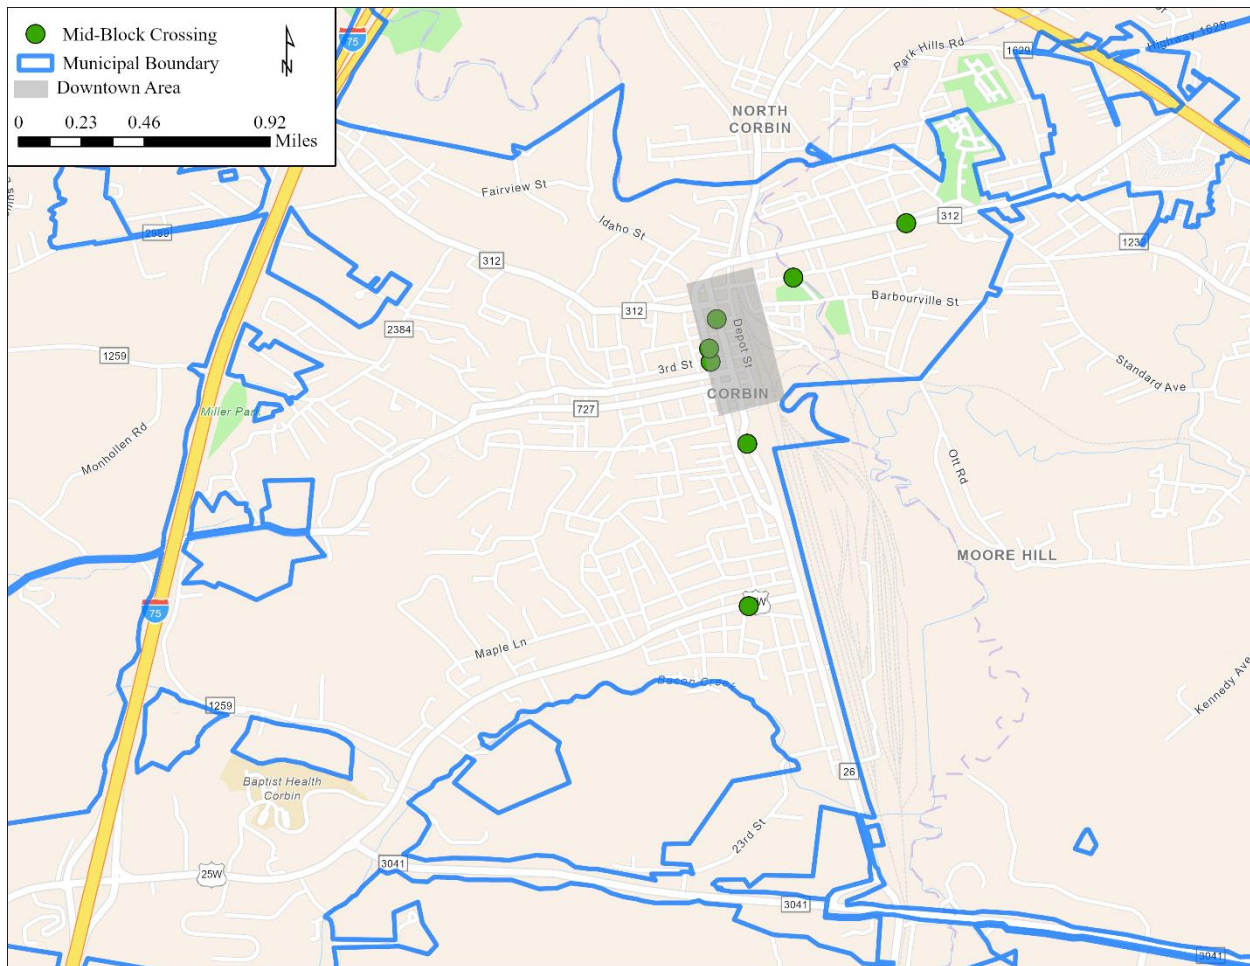 Mid-Block Crossing
Municipal Boundary
Downtown Area
N
0 0.23 0.46 0.92
Miles
75
Park Hills Rd
1629
Highway 1629
NORTH
CORBIN
Fairview St
Idaho St
312
2989
312
1232
312
Barbourville St
2384
Depot St
1259
3rd St
Standard Ave
CORBIN
727
Miller Park
Monhollen Rd
Ott Rd
MOORE HILL
75
W
Maple Ln
Bacon Creek
Kennedy Ave
1259
26
Baptist Health
Corbin
23rd St
3041
25W
3041
3041